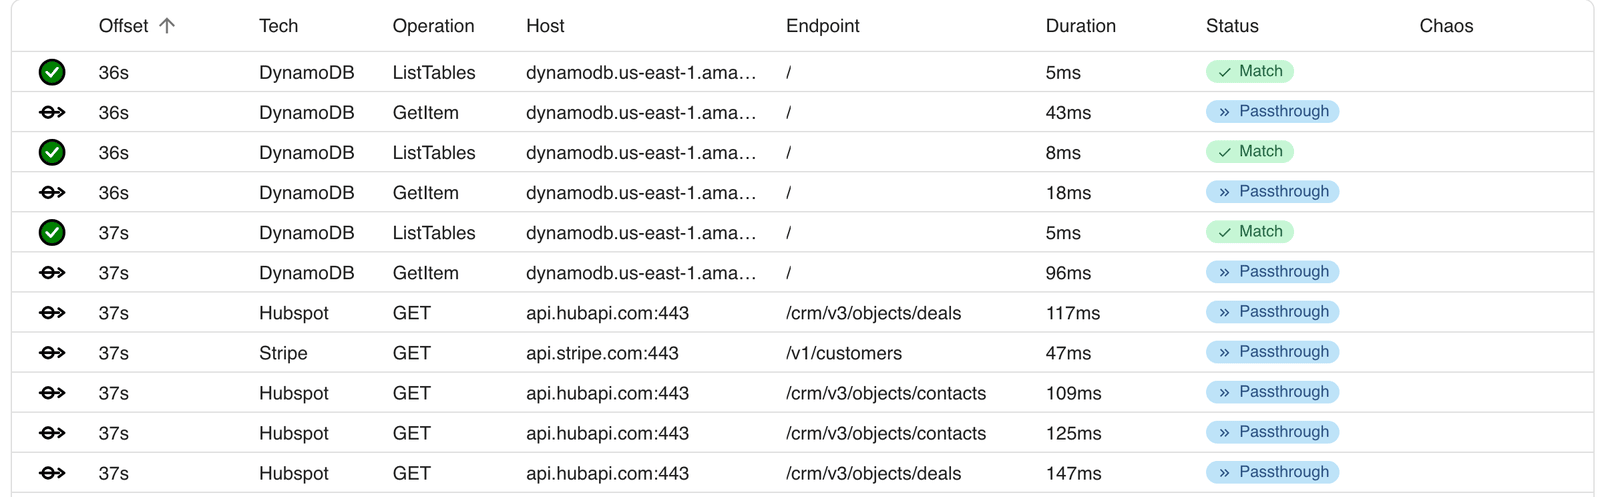 Offset Tech Operation Host Endpoint Duration Status Chaos
36s DynamoDB ListTables dynamodb.us-east-1.ama… / 5ms Match
36s DynamoDB GetItem dynamodb.us-east-1.ama… / 43ms Passthrough
36s DynamoDB ListTables dynamodb.us-east-1.ama… / 8ms Match
36s DynamoDB GetItem dynamodb.us-east-1.ama… / 18ms Passthrough
37s DynamoDB ListTables dynamodb.us-east-1.ama… / 5ms Match
37s DynamoDB GetItem dynamodb.us-east-1.ama… / 96ms Passthrough
37s Hubspot GET api.hubapi.com:443 /crm/v3/objects/deals 117ms Passthrough
37s Stripe GET api.stripe.com:443 /v1/customers 47ms Passthrough
37s Hubspot GET api.hubapi.com:443 /crm/v3/objects/contacts 109ms Passthrough
37s Hubspot GET api.hubapi.com:443 /crm/v3/objects/contacts 125ms Passthrough
37s Hubspot GET api.hubapi.com:443 /crm/v3/objects/deals 147ms Passthrough